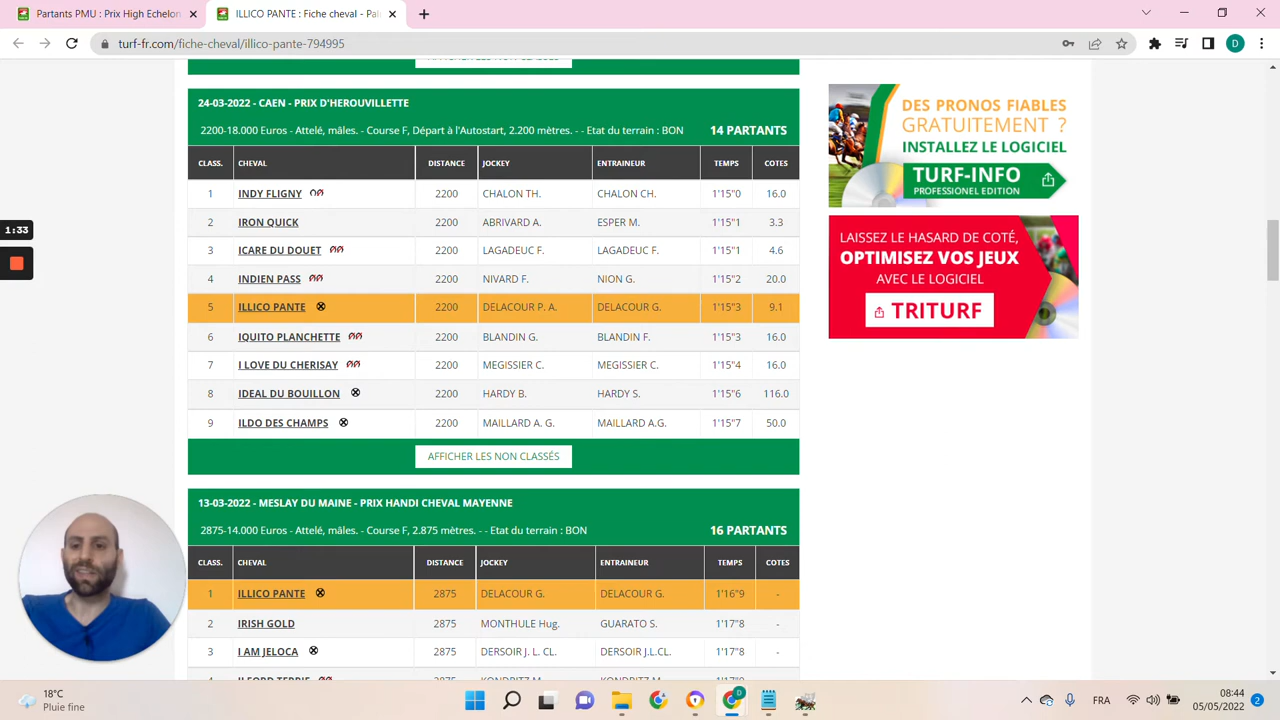 Partants PMU : Prix High Echelon
ILLICO PANTE : Fiche cheval - Pa
turf-fr.com/fiche-cheval/illico-pante-794995
D
24-03-2022 - CAEN - PRIX D'HEROUVILLETTE
2200-18.000 Euros - Attelé, mâles. - Course F, Départ à l'Autostart, 2.200 mètres. - - Etat du terrain : BON
14 PARTANTS
CLASS. CHEVAL DISTANCE JOCKEY ENTRAINEUR TEMPS COTES
1 INDY FLIGNY 2200 CHALON TH. CHALON CH. 1'15"0 16.0
2 IRON QUICK 2200 ABRIVARD A. ESPER M. 1'15"1 3.3
3 ICARE DU DOUET 2200 LAGADEUC F. LAGADEUC F. 1'15"1 4.6
4 INDIEN PASS 2200 NIVARD F. NION G. 1'15"2 20.0
5 ILLICO PANTE 2200 DELACOUR P. A. DELACOUR G. 1'15"3 9.1
6 IQUITO PLANCHETTE 2200 BLANDIN G. BLANDIN F. 1'15"3 16.0
7 I LOVE DU CHERISAY 2200 MEGISSIER C. MEGISSIER C. 1'15"4 16.0
8 IDEAL DU BOUILLON 2200 HARDY B. HARDY S. 1'15"6 116.0
9 ILDO DES CHAMPS 2200 MAILLARD A. G. MAILLARD A.G. 1'15"7 50.0
AFFICHER LES NON CLASSÉS
13-03-2022 - MESLAY DU MAINE - PRIX HANDI CHEVAL MAYENNE
2875-14.000 Euros - Attelé, mâles. - Course F, 2.875 mètres. - - Etat du terrain : BON
16 PARTANTS
CLASS. CHEVAL DISTANCE JOCKEY ENTRAINEUR TEMPS COTES
1 ILLICO PANTE 2875 DELACOUR G. DELACOUR G. 1'16"9 -
2 IRISH GOLD 2875 MONTHULE Hug. GUARATO S. 1'17"8 -
3 I AM JELOCA 2875 DERSOIR J. L. CL. DERSOIR J.L.CL. 1'17"8 -
DES PRONOS FIABLES
GRATUITEMENT ?
INSTALLEZ LE LOGICIEL
TURF-INFO
PROFESSIONEL EDITION
LAISSEZ LE HASARD DE COTÉ,
OPTIMISEZ VOS JEUX
AVEC LE LOGICIEL
TRITURF
1:33
18°C
Pluie fine
D
FRA
08:44
05/05/2022
2